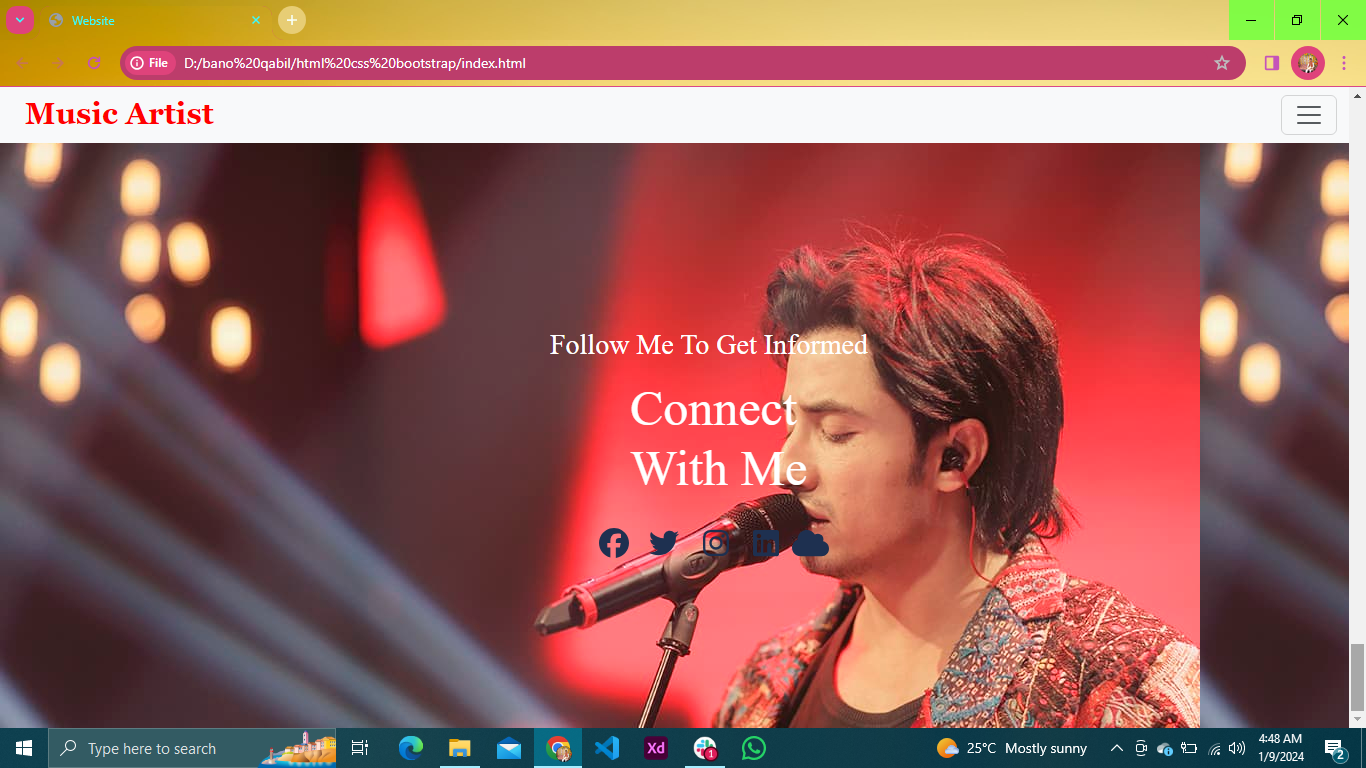 Website
File
D:/bano%20qabil/html%20css%20bootstrap/index.html
Music Artist
Follow Me To Get Informed
Connect
With Me
Type here to search
Xd
1
25°C Mostly sunny
4:48 AM
1/9/2024
2